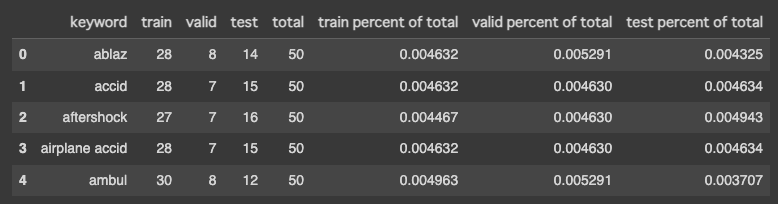 keyword train valid test total train percent of total valid percent of total test percent of total
0 ablaz 28 8 14 50 0.004632 0.005291 0.004325
1 accid 28 7 15 50 0.004632 0.004630 0.004634
2 aftershock 27 7 16 50 0.004467 0.004630 0.004943
3 airplane accid 28 7 15 50 0.004632 0.004630 0.004634
4 ambul 30 8 12 50 0.004963 0.005291 0.003707